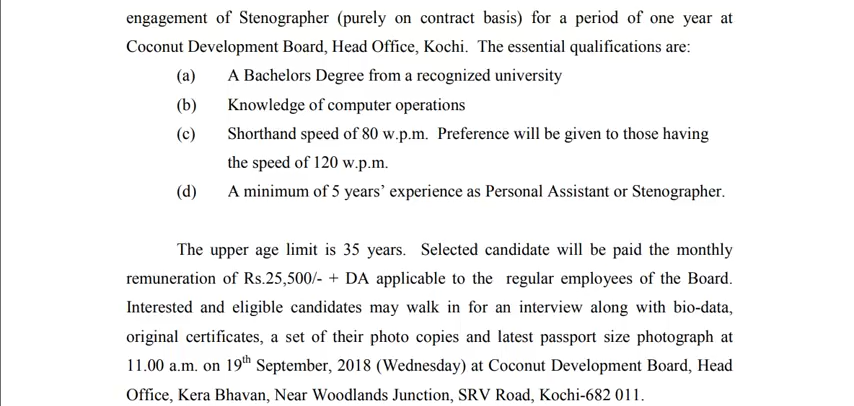 engagement of Stenographer (purely on contract basis) for a period of one year at
Coconut Development Board, Head Office, Kochi. The essential qualifications are:
(a) A Bachelors Degree from a recognized university
(b) Knowledge of computer operations
(c) Shorthand speed of 80 w.p.m. Preference will be given to those having
the speed of 120 w.p.m.
(d) A minimum of 5 years’ experience as Personal Assistant or Stenographer.
The upper age limit is 35 years. Selected candidate will be paid the monthly
remuneration of Rs.25,500/- + DA applicable to the regular employees of the Board.
Interested and eligible candidates may walk in for an interview along with bio-data,
original certificates, a set of their photo copies and latest passport size photograph at
11.00 a.m. on 19th September, 2018 (Wednesday) at Coconut Development Board, Head
Office, Kera Bhavan, Near Woodlands Junction, SRV Road, Kochi-682 011.